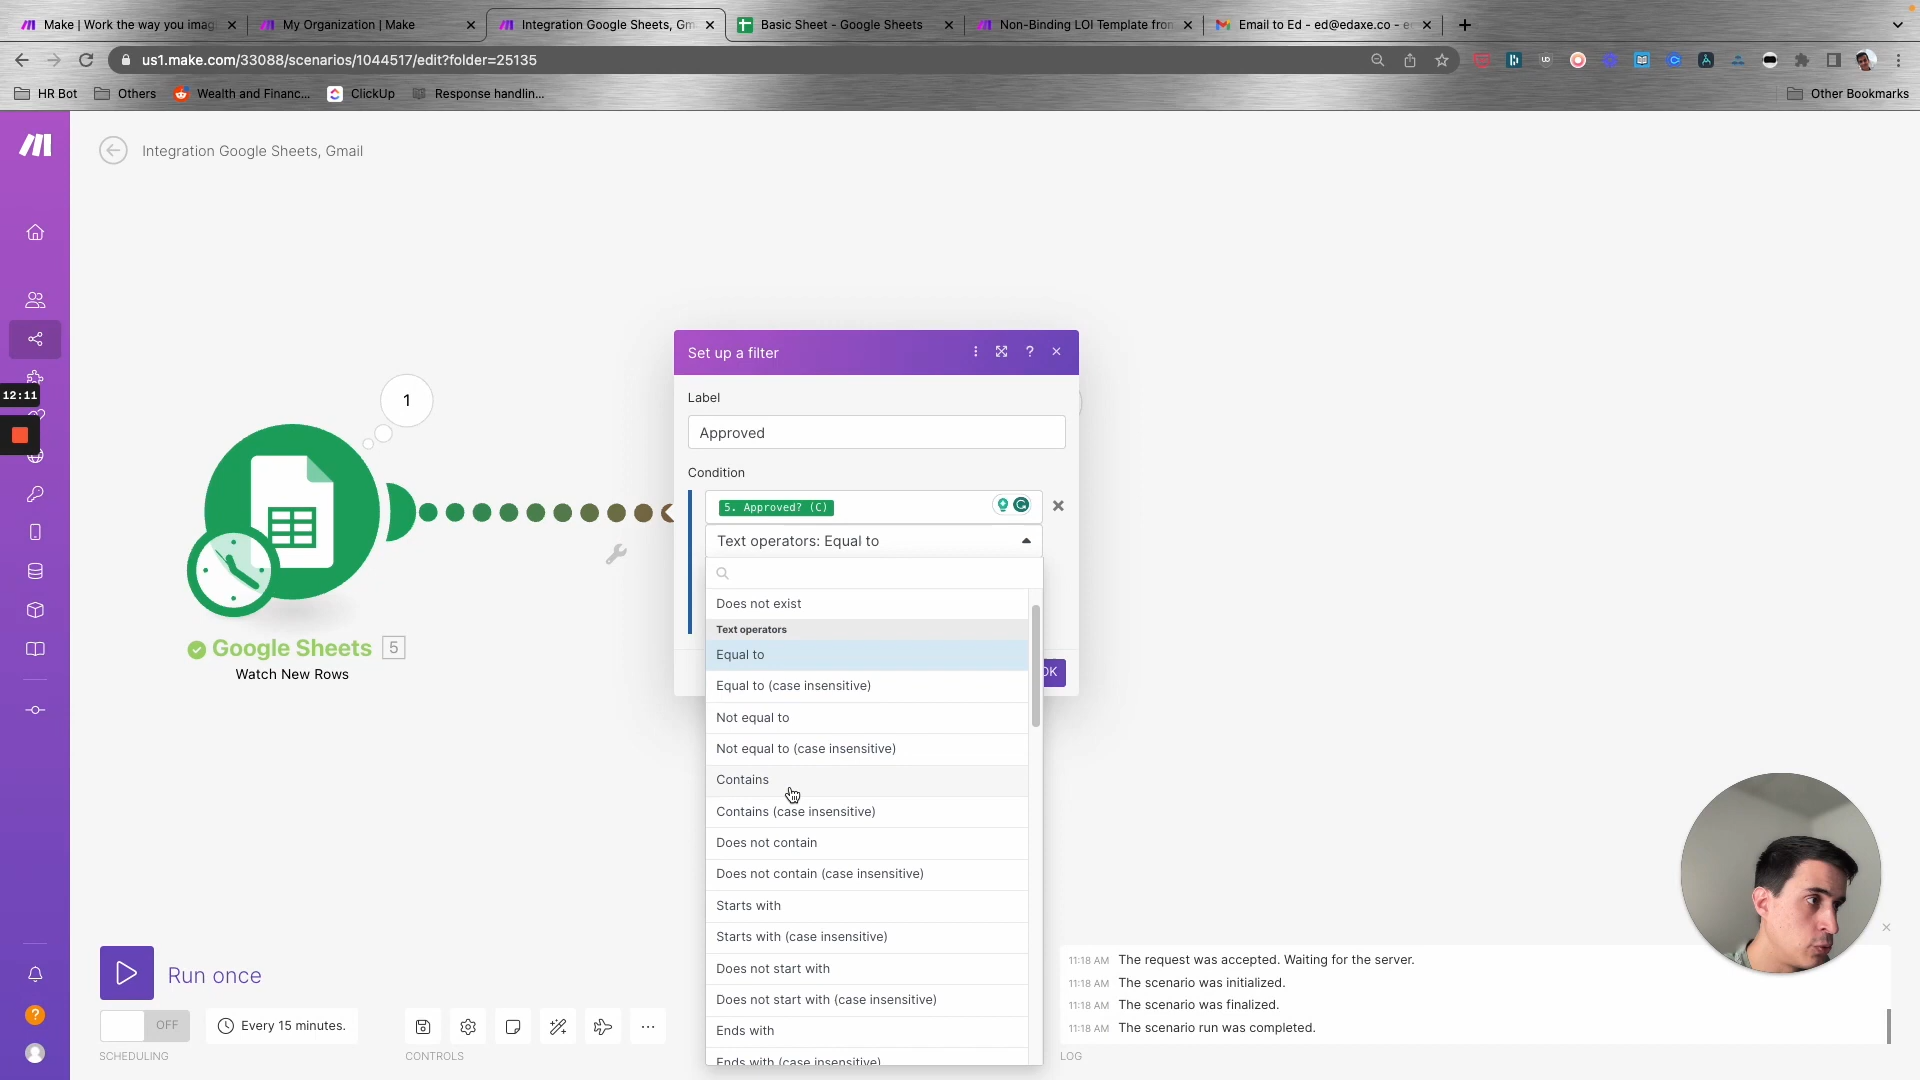 Make | Work the way you imag
My Organization | Make
Integration Google Sheets, Gm
Basic Sheet - Google Sheets
Non-Binding LOI Template from
Email to Ed - ed@edaxe.co - e
us1.make.com/33088/scenarios/1044517/edit?folder=25135
HR Bot
Others
Wealth and Financ...
ClickUp
Response handlin...
Other Bookmarks
Integration Google Sheets, Gmail
12:11
1
Google Sheets
5
Watch New Rows
Set up a filter
Label
Approved
Condition
5. Approved? (C)
Text operators: Equal to
Does not exist
Text operators
Equal to
Equal to (case insensitive)
Not equal to
Not equal to (case insensitive)
Contains
Contains (case insensitive)
Does not contain
Does not contain (case insensitive)
Starts with
Starts with (case insensitive)
Does not start with
Does not start with (case insensitive)
Ends with
Ends with (case insensitive)
OK
Run once
OFF
Every 15 minutes.
SCHEDULING
CONTROLS
11:18 AM The request was accepted. Waiting for the server.
11:18 AM The scenario was initialized.
11:18 AM The scenario was finalized.
11:18 AM The scenario run was completed.
LOG